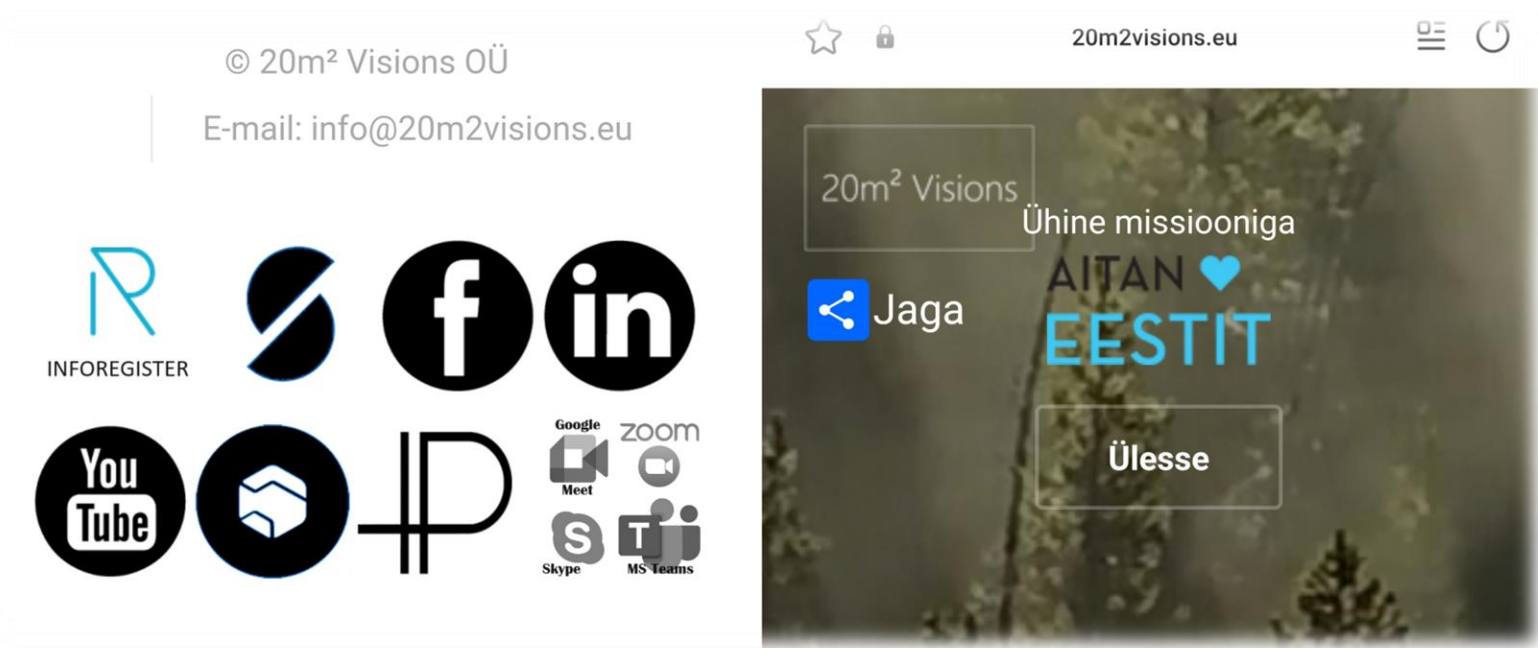 © 20m² Visions OÜ
E-mail: info@20m2visions.eu
INFOREGISTER
f
in
You
Tube
Google
Meet
zoom
S
Skype
T
MS Teams
20m2visions.eu
20m² Visions
Ühine missiooniga
AITAN
EESTIT
Jaga
Ülesse